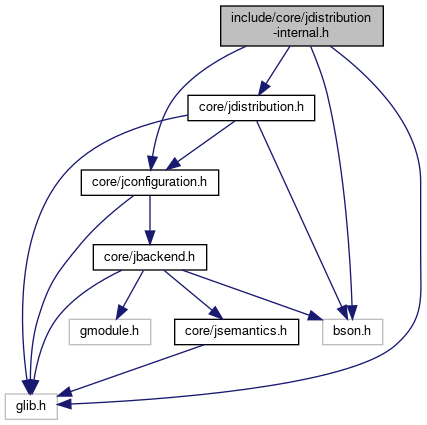 include/core/jdistribution
-internal.h
core/jdistribution.h
core/jconfiguration.h
core/jbackend.h
gmodule.h
core/jsemantics.h
bson.h
glib.h